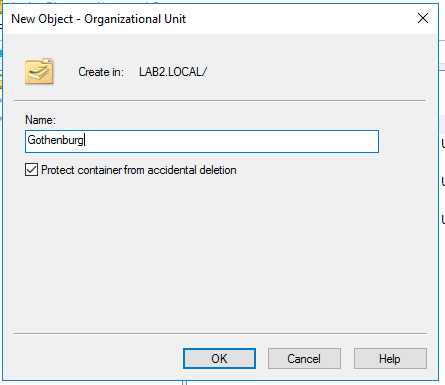 New Object - Organizational Unit
Create in: LAB2.LOCAL/
Name:
Gothenburg
Protect container from accidental deletion
OK Cancel Help